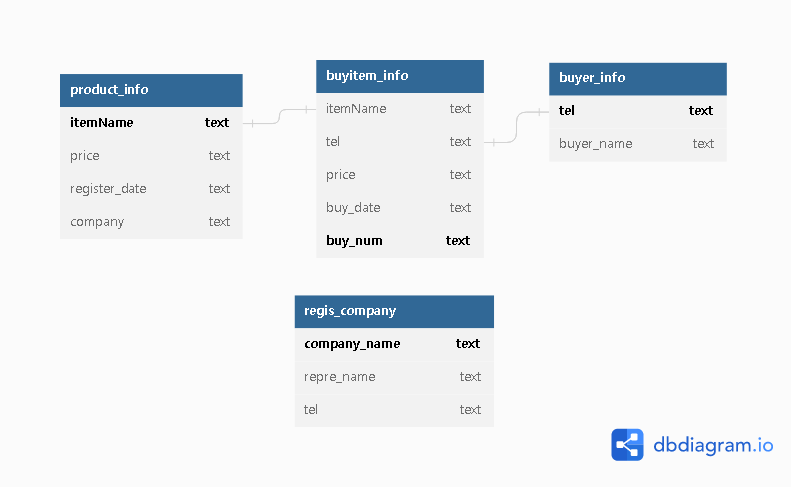 product_info
itemName text
price text
register_date text
company text
buyitem_info
itemName text
tel text
price text
buy_date text
buy_num text
buyer_info
tel text
buyer_name text
regis_company
company_name text
repre_name text
tel text
dbdiagram.io